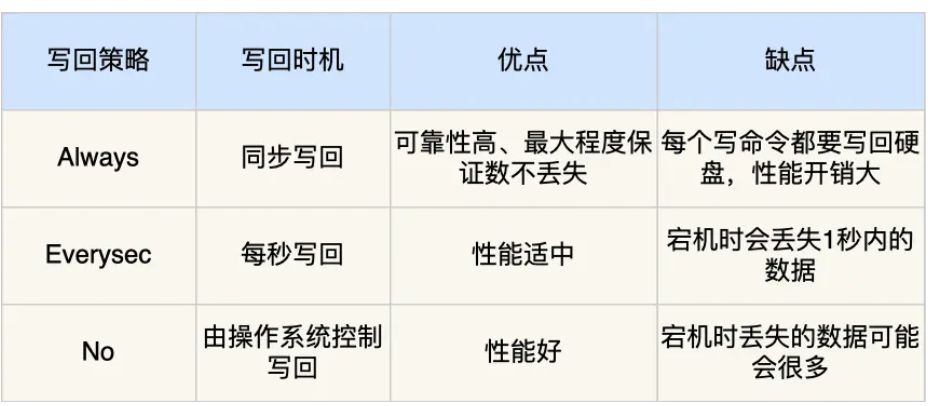 写回策略
写回时机
优点
缺点
Always
同步写回
可靠性高、最大程度保
证数不丢失
每个写命令都要写回硬
盘，性能开销大
Everysec
每秒写回
性能适中
宕机时会丢失1秒内的
数据
No
由操作系统控制
写回
性能好
宕机时丢失的数据可能
会很多